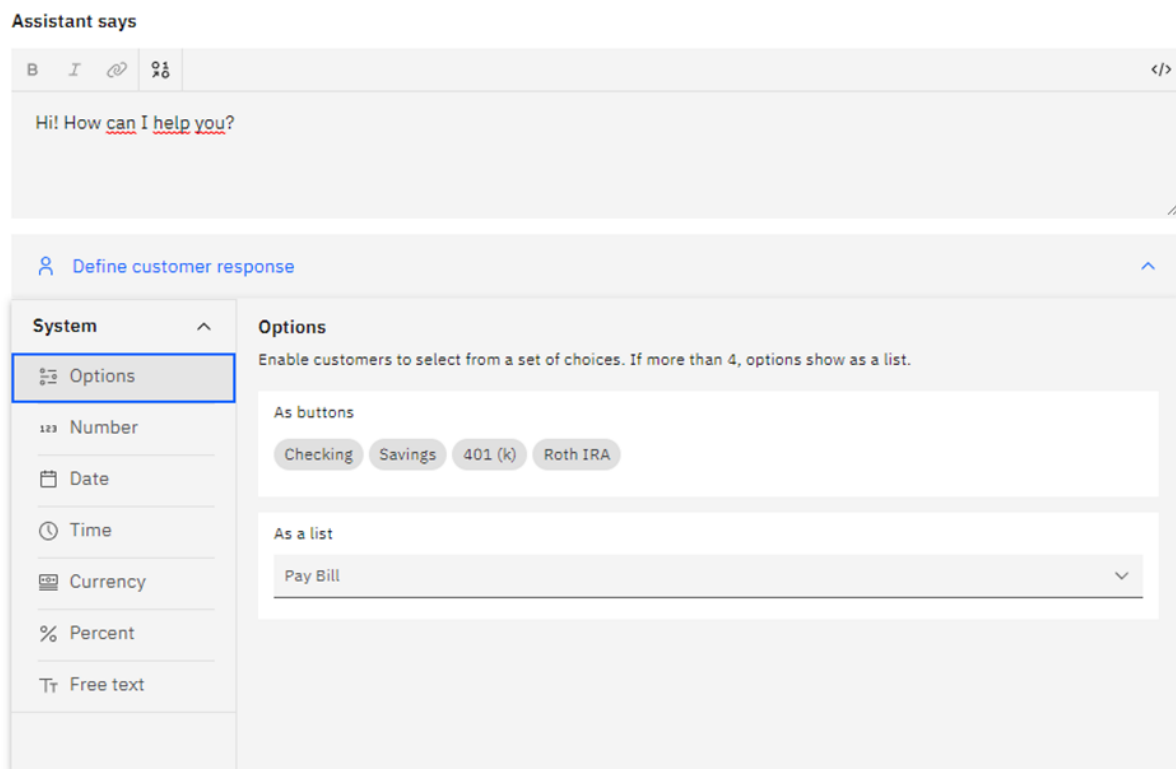 Assistant says
B I </>
Hi! How can I help you?
Define customer response
System
Options
Number
Date
Time
Currency
Percent
Free text
Options
Enable customers to select from a set of choices. If more than 4, options show as a list.
As buttons
Checking Savings 401 (k) Roth IRA
As a list
Pay Bill